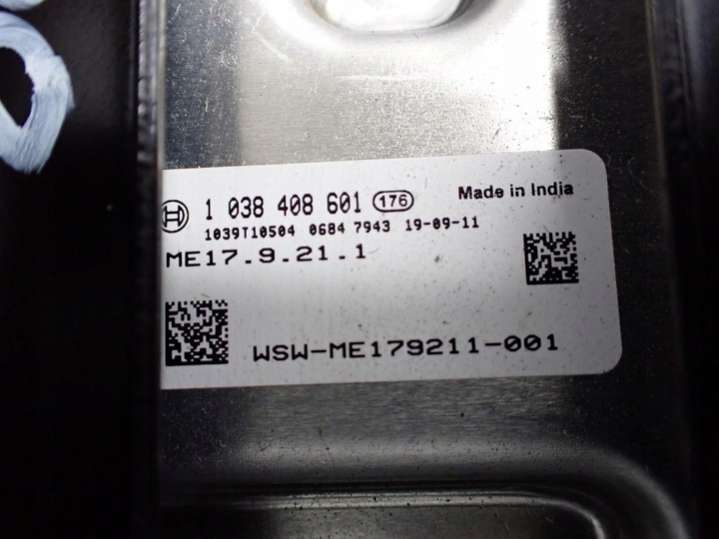 1 038 408 601 176 Made in India
1039T10504 0684 7943 19-09-11
ME17.9.21.1
WSW-ME179211-001